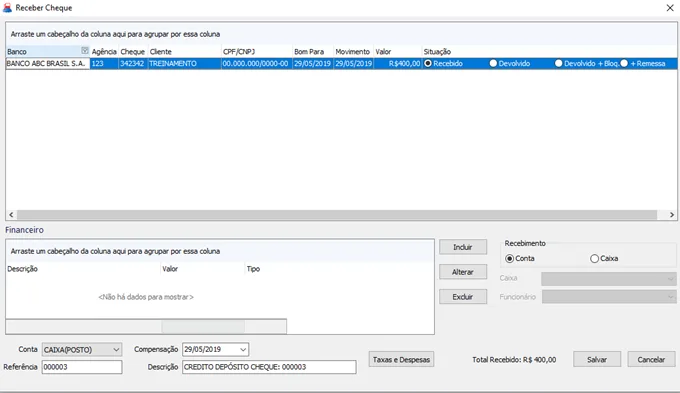 Receber Cheque
Arraste um cabeçalho da coluna aqui para agrupar por essa coluna
Banco Agência Cheque Cliente CPF/CNPJ Bom Para Movimento Valor Situação
BANCO ABC BRASIL S.A. 123 342342 TREINAMENTO 00.000.000/0000-00 29/05/2019 29/05/2019 R$400,00 Recebido Devolvido Devolvido + Bloq. + Remessa
Financeiro
Arraste um cabeçalho da coluna aqui para agrupar por essa coluna
Descrição Valor Tipo
<Não há dados para mostrar>
Incluir
Alterar
Excluir
Recebimento
Conta Caixa
Caixa
Funconário
Conta CAIXA(POSTO) Compensação 29/05/2019
Referência 000003 Descrição CREDITO DEPÓSITO CHEQUE: 000003
Taxas e Despesas Total Recebido: R$ 400,00 Salvar Cancelar